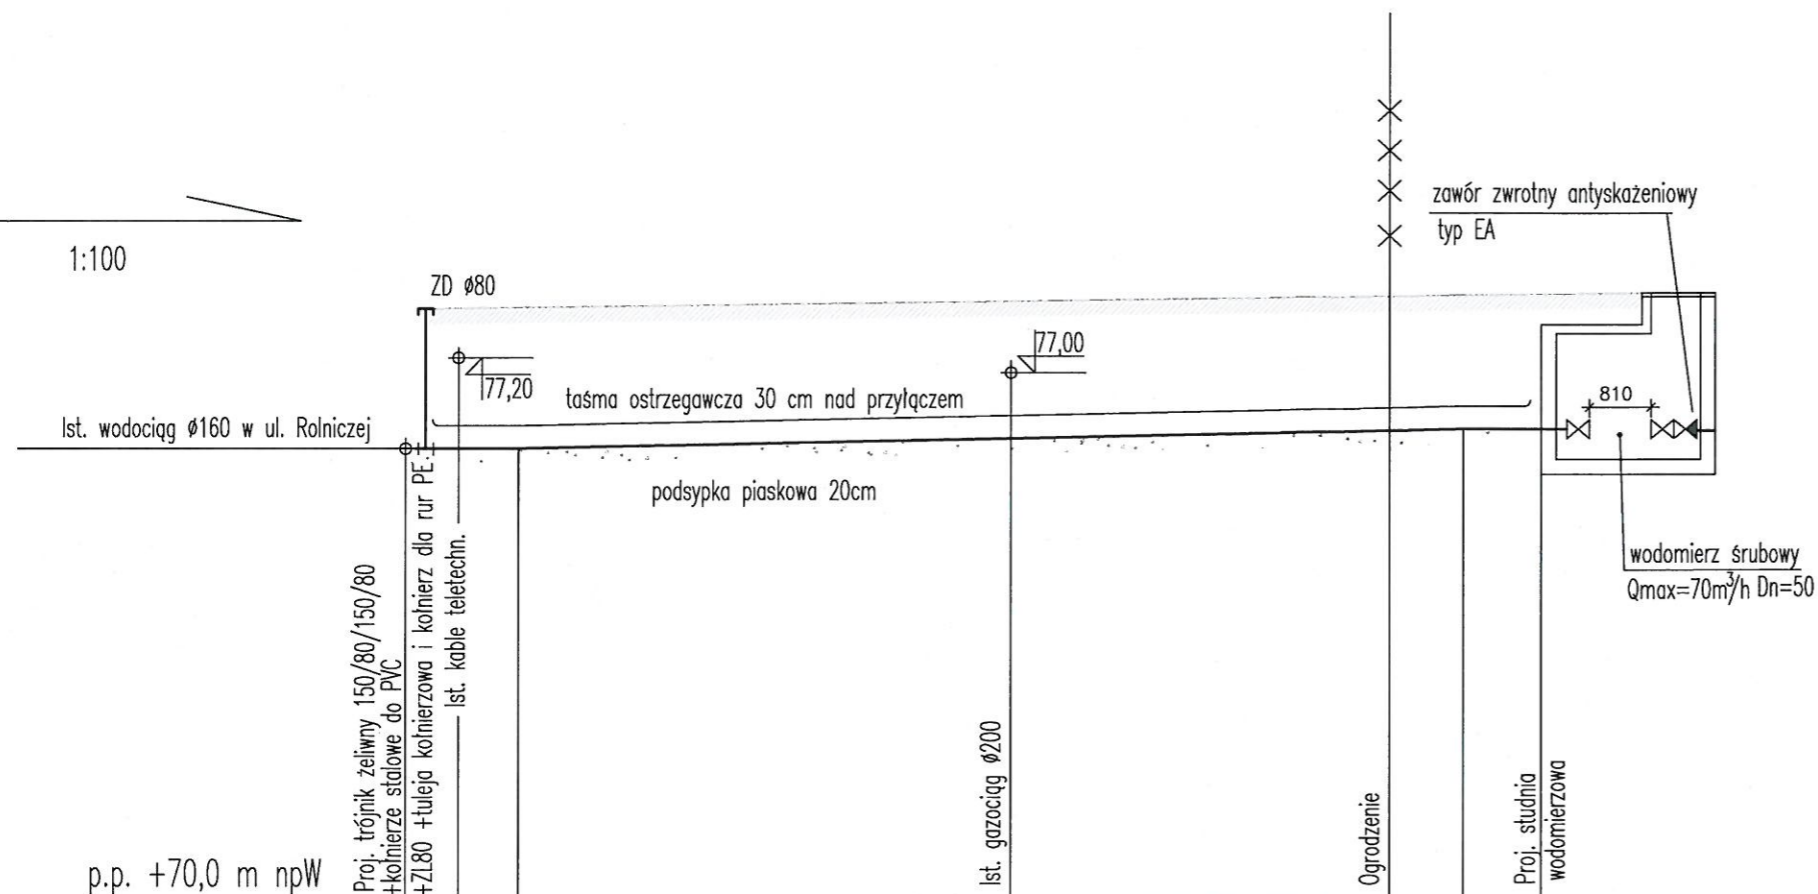 1:100
ZD ø80
zawór zwrotny antyskażeniowy
typ EA
77,20
77,00
taśma ostrzegawcza 30 cm nad przyłączem
Ist. wodociąg ø160 w ul. Rolniczej
810
podsypka piaskowa 20cm
wodomierz śrubowy
Qmax=70m³/h Dn=50
Proj. trójnik żeliwny 150/80/150/80
+kołnierze stalowe do PVC
+ZL80 +tuleja kołnierzowa i kołnierz dla rur PE.
Ist. kable teletechn.
Ist. gazociąg ø200
Ogrodzenie
Proj. studnia
wodomierzowa
p.p. +70,0 m npW